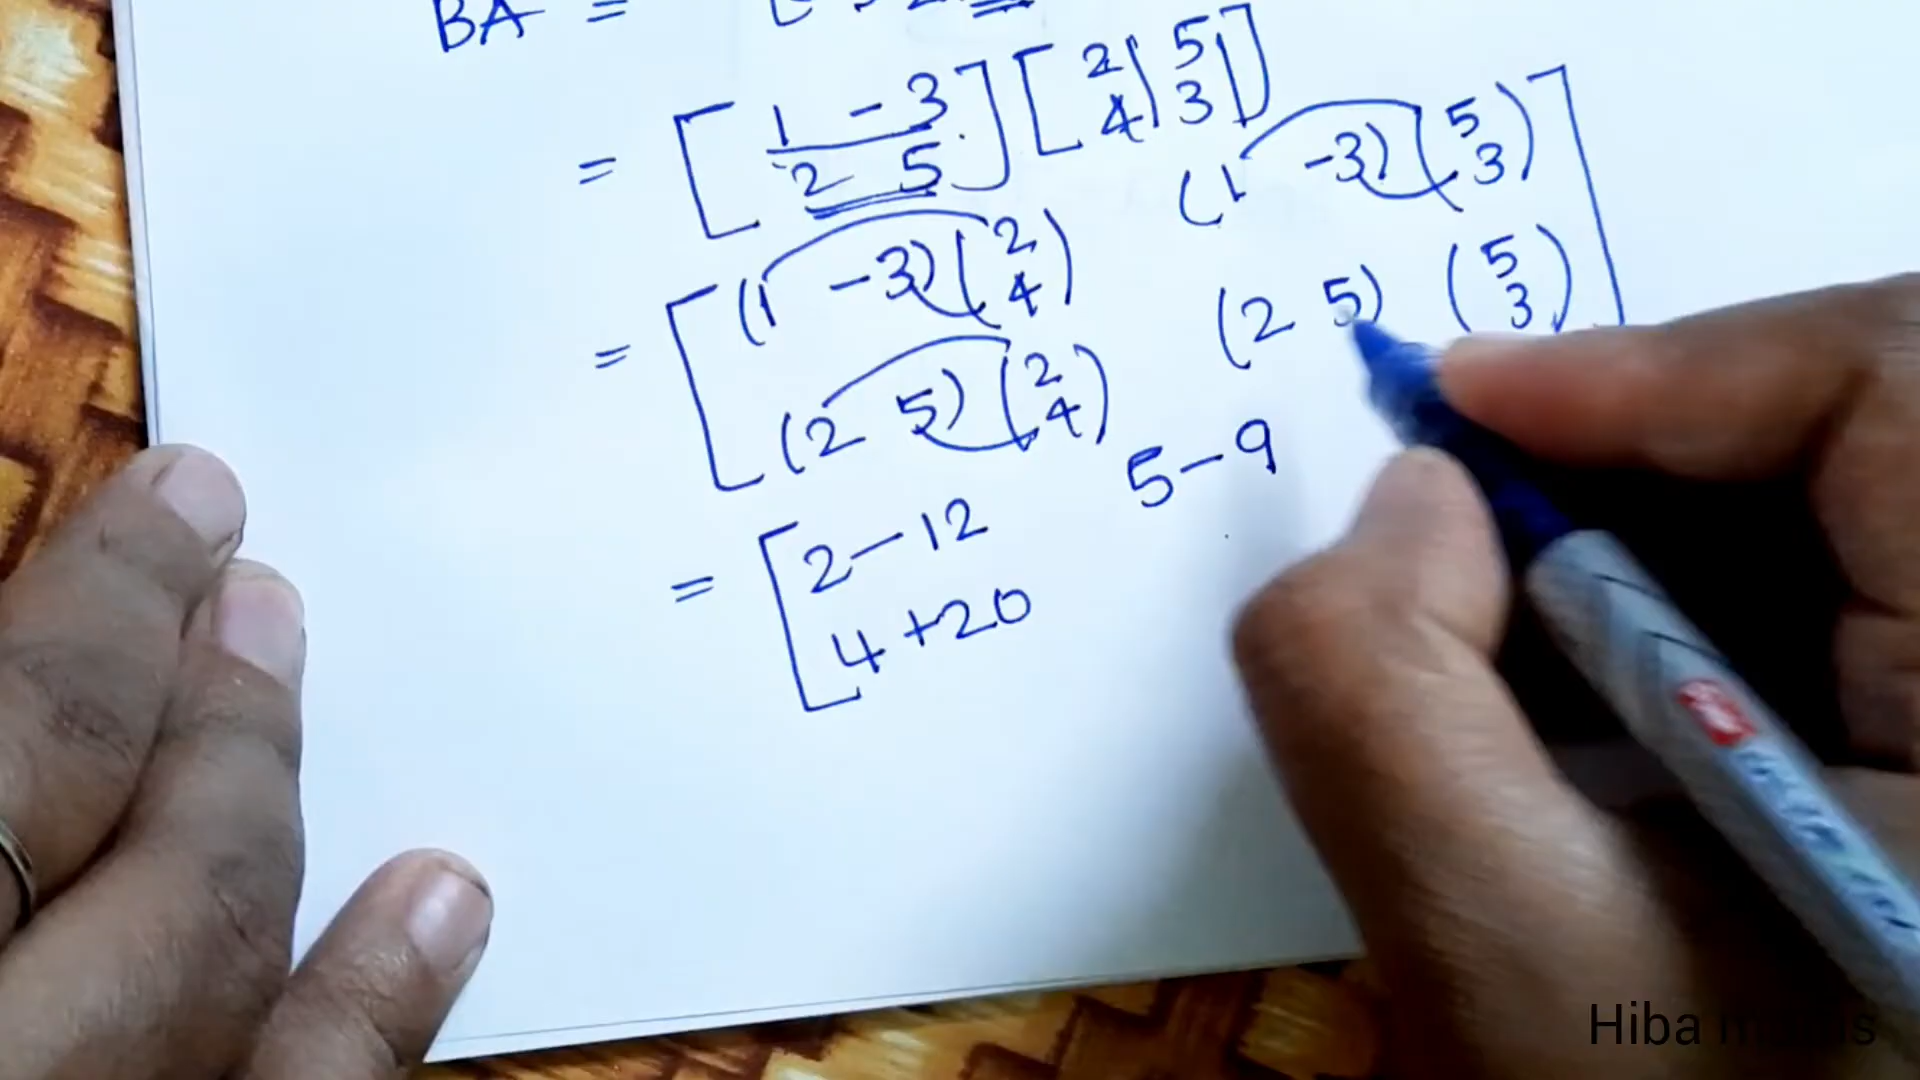 BA =
= [ 1 -3 2 5 ] [ 2 5 4 3 ]
= [ (1 -3) ( 2 4 ) (1 -3) ( 5 3 )
(2 5) ( 2 4 ) (2 5) ( 5 3 ) ]
= [ 2-12 5-9
4+20
Hiba